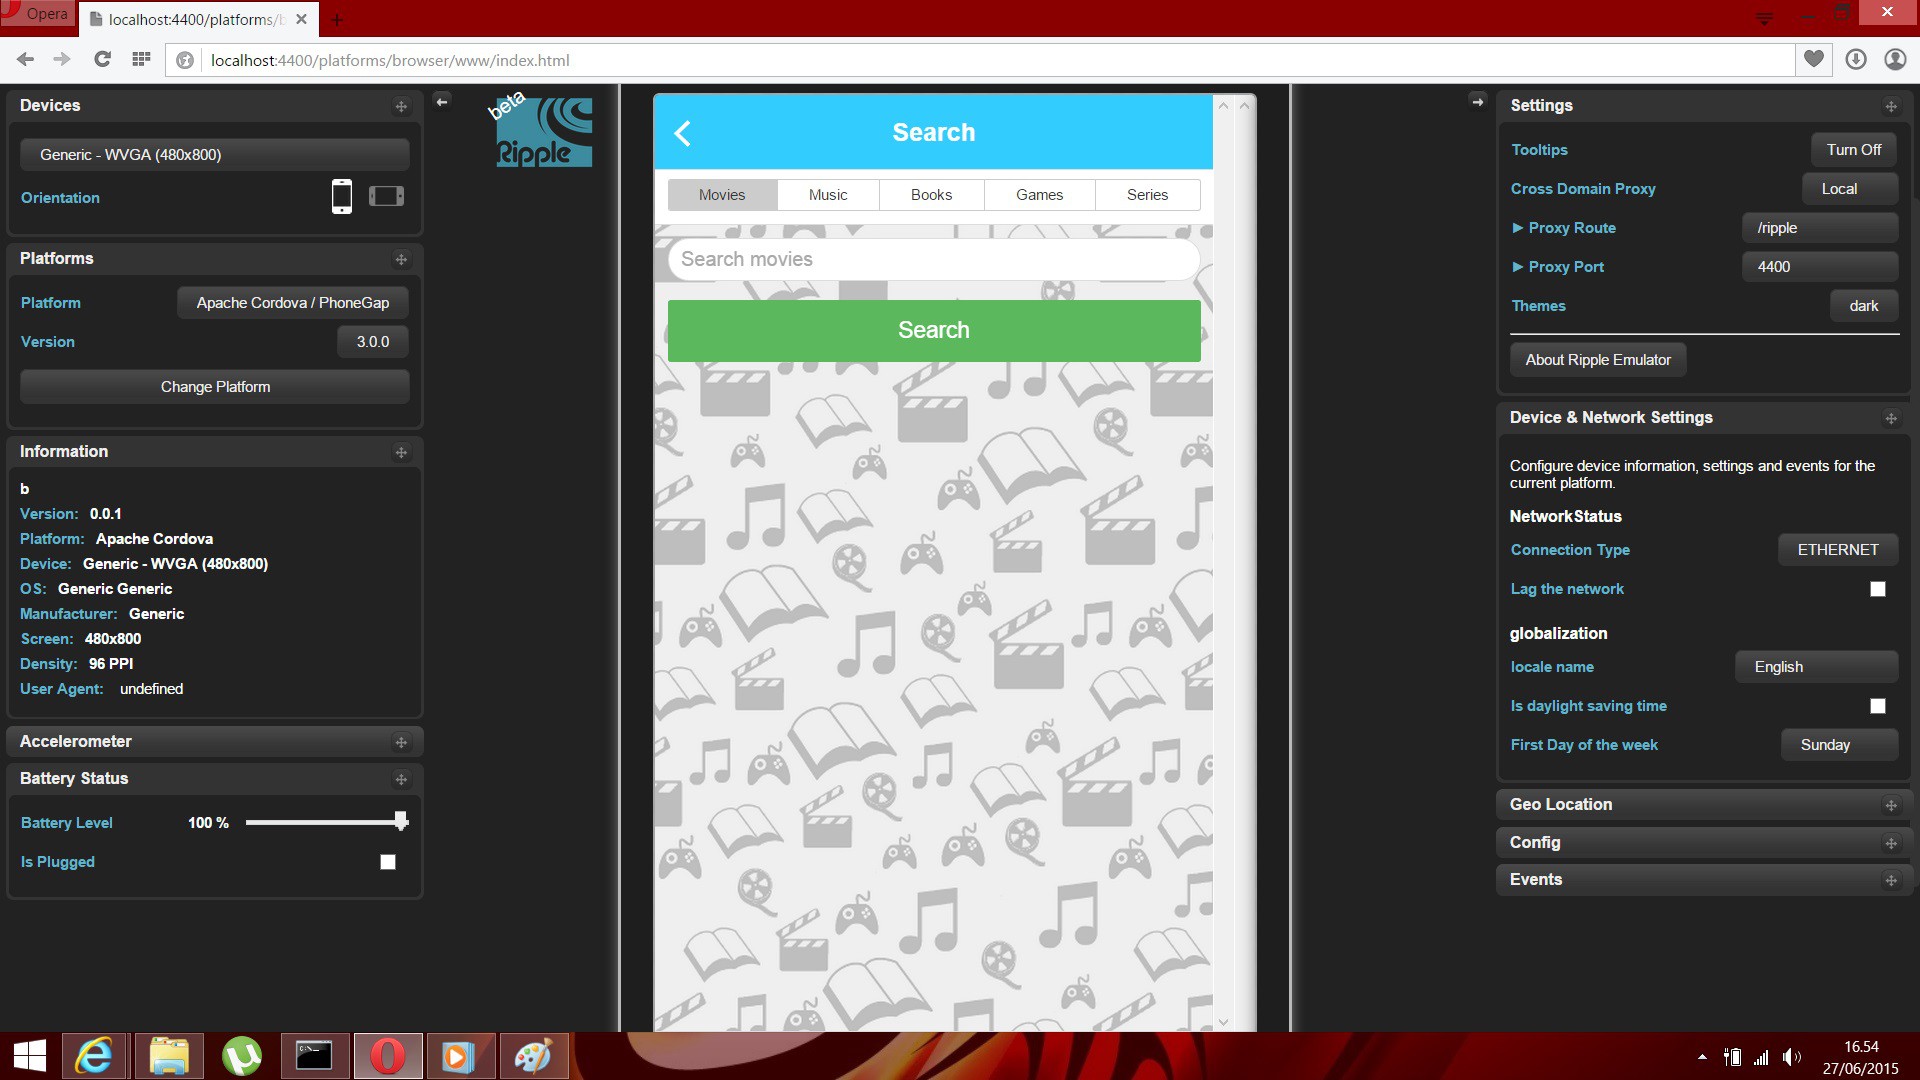 Opera
localhost:4400/platforms/b
localhost:4400/platforms/browser/www/index.html
Devices
Generic - WVGA (480x800)
Orientation
Platforms
Platform
Apache Cordova / PhoneGap
Version
3.0.0
Change Platform
Information
b
Version: 0.0.1
Platform: Apache Cordova
Device: Generic - WVGA (480x800)
OS: Generic Generic
Manufacturer: Generic
Screen: 480x800
Density: 96 PPI
User Agent: undefined
Accelerometer
Battery Status
Battery Level 100 %
Is Plugged
beta
Ripple
Search
Movies Music Books Games Series
Search movies
Search
Settings
Tooltips Turn Off
Cross Domain Proxy Local
Proxy Route /ripple
Proxy Port 4400
Themes dark
About Ripple Emulator
Device & Network Settings
Configure device information, settings and events for the
current platform.
NetworkStatus
Connection Type ETHERNET
Lag the network
globalization
locale name English
Is daylight saving time
First Day of the week Sunday
Geo Location
Config
Events
16.54
27/06/2015